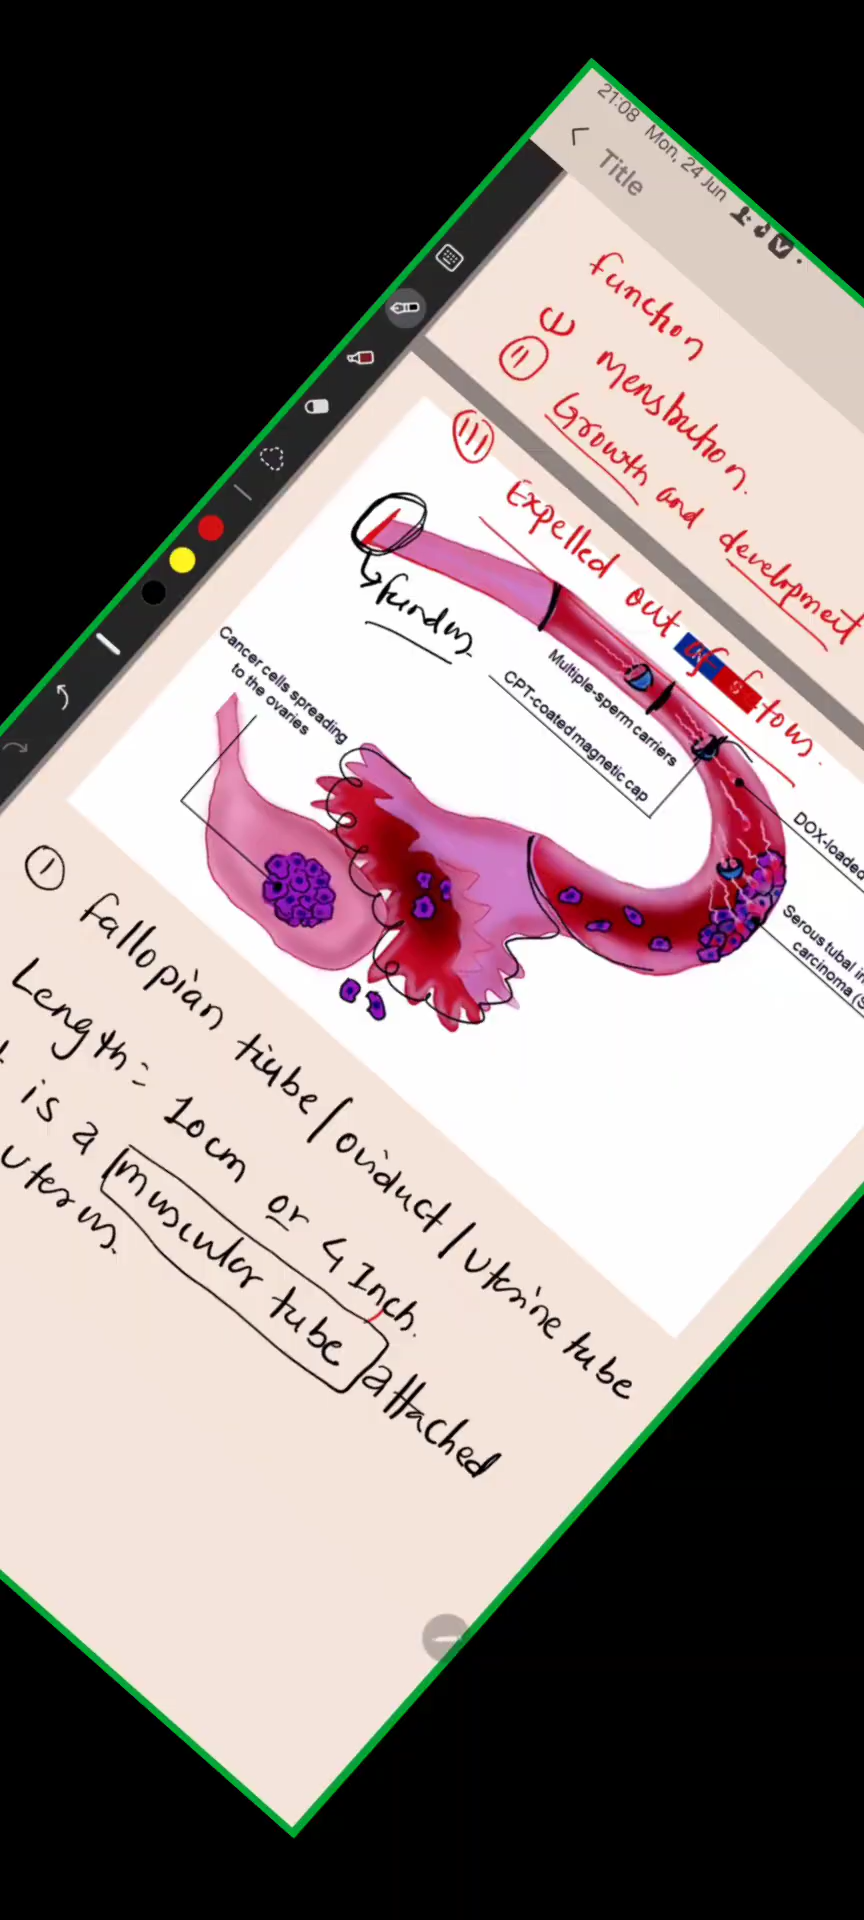 21:08 Mon, 24 Jun
Title
function
(I) menstbution.
(II) Growth and development
(III) Expelled out of fetous.
N S
fundus.
Multiple-sperm carriers
CPT-coated magnetic cap
Cancer cells spreading
to the ovaries
DOX-loaded
Serous tubal in
carcinoma (S
(1) fallopian tube/oviduct/uterine tube
Length: 10cm or 4 Inch.
is a muscular tube attached
uterus.